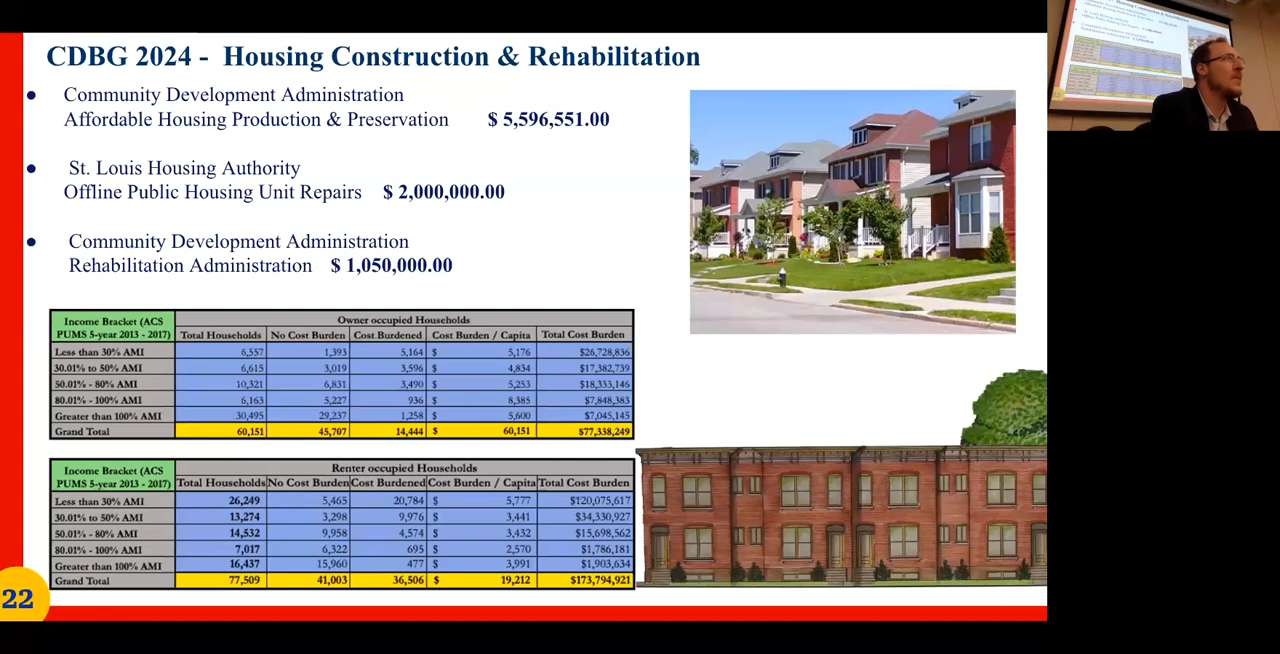 CDBG 2024 - Housing Construction & Rehabilitation
● Community Development Administration
Affordable Housing Production & Preservation $ 5,596,551.00
● St. Louis Housing Authority
Offline Public Housing Unit Repairs $ 2,000,000.00
● Community Development Administration
Rehabilitation Administration $ 1,050,000.00
Income Bracket (ACS PUMS 5-year 2013 - 2017) Owner occupied Households
Total Households No Cost Burden Cost Burdened Cost Burden / Capita Total Cost Burden
Less than 30% AMI 6,557 1,393 5,164 $ 5,176 $26,728,836
30.01% to 50% AMI 6,615 3,019 3,596 $ 4,834 $17,382,739
50.01% - 80% AMI 10,321 6,831 3,490 $ 5,253 $18,333,146
80.01% - 100% AMI 6,163 5,227 936 $ 8,385 $7,848,383
Greater than 100% AMI 30,495 29,237 1,258 $ 5,600 $7,045,145
Grand Total 60,151 45,707 14,444 $ 60,151 $77,338,249
Income Bracket (ACS PUMS 5-year 2013 - 2017) Renter occupied Households
Total Households No Cost Burden Cost Burdened Cost Burden / Capita Total Cost Burden
Less than 30% AMI 26,249 5,465 20,784 $ 5,777 $120,075,617
30.01% to 50% AMI 13,274 3,298 9,976 $ 3,441 $34,330,927
50.01% - 80% AMI 14,532 9,958 4,574 $ 3,432 $15,698,562
80.01% - 100% AMI 7,017 6,322 695 $ 2,570 $1,786,181
Greater than 100% AMI 16,437 15,960 477 $ 3,991 $1,903,634
Grand Total 77,509 41,003 36,506 $ 19,212 $173,794,921
22